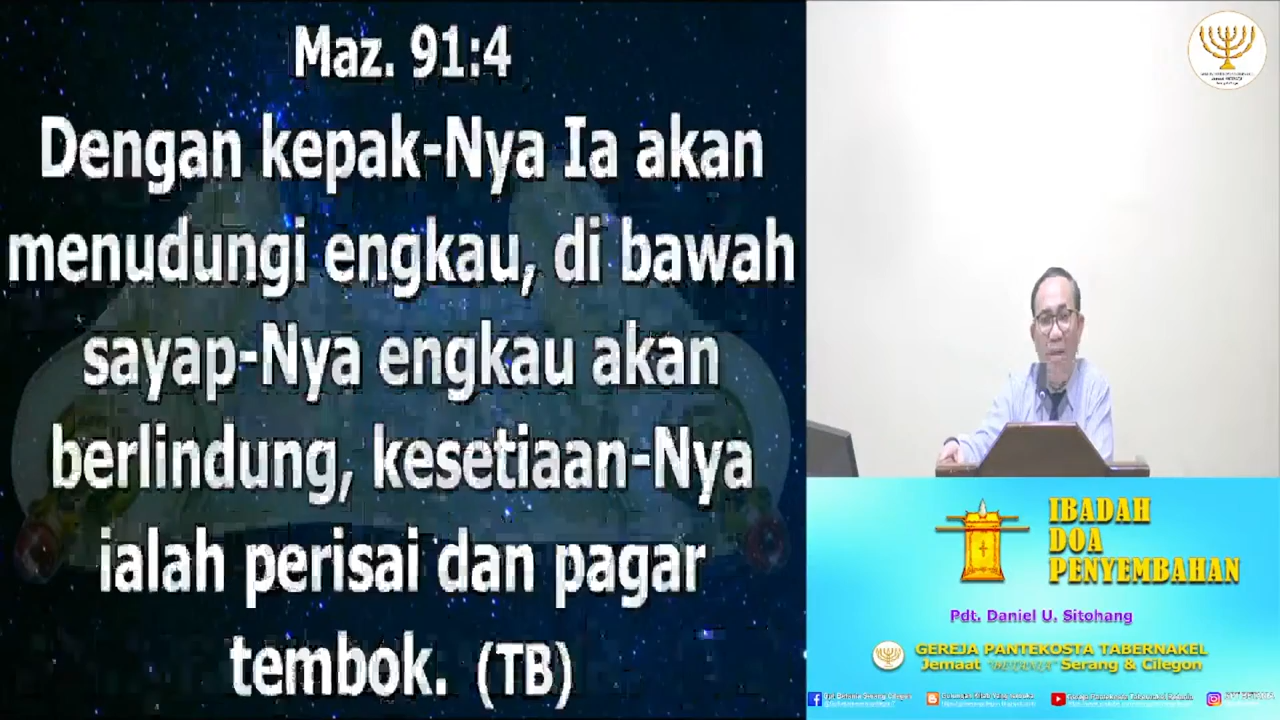 Maz. 91:4
Dengan kepak-Nya Ia akan
menudungi engkau, di bawah
sayap-Nya engkau akan
berlindung, kesetiaan-Nya
ialah perisai dan pagar
tembok. (TB)
IBADAH
DOA
PENYEMBAHAN
Pdt. Daniel U. Sitohang
GEREJA PANTEKOSTA TABERNAKEL
Jemaat "BETANIA" Serang & Cilegon